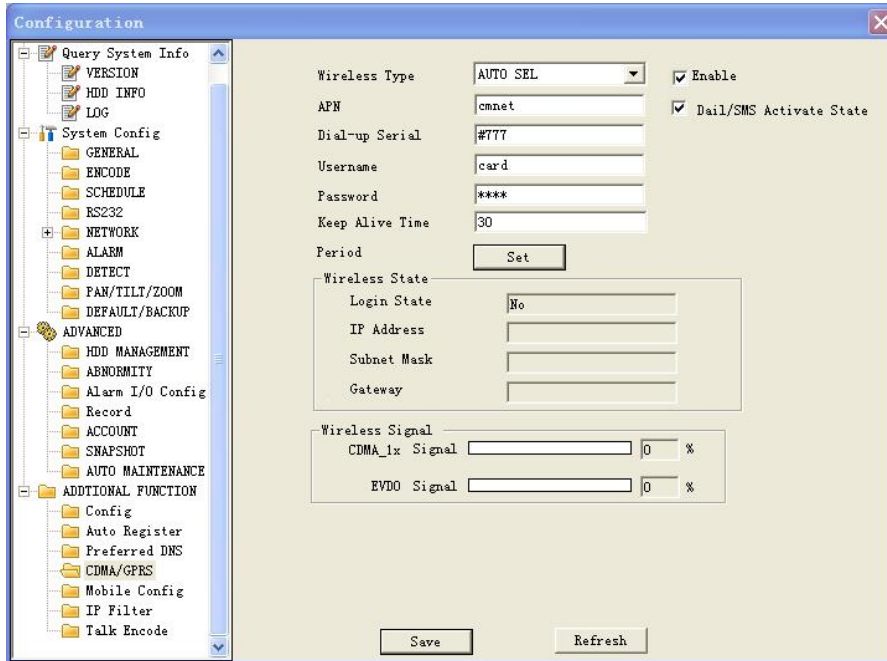 Configuration
Query System Info
VERSION
HDD INFO
LOG
System Config
GENERAL
ENCODE
SCHEDULE
RS232
NETWORK
ALARM
DETECT
PAN/TILT/ZOOM
DEFAULT/BACKUP
ADVANCED
HDD MANAGEMENT
ABNORMITY
Alarm I/O Config
Record
ACCOUNT
SNAPSHOT
AUTO MAINTENANCE
ADDTIONAL FUNCTION
Config
Auto Register
Preferred DNS
CDMA/GPRS
Mobile Config
IP Filter
Talk Encode
Wireless Type AUTO SEL Enable
APN cmnet Dail/SMS Activate State
Dial-up Serial #777
Username card
Password ****
Keep Alive Time 30
Period Set
Wireless State
Login State No
IP Address
Subnet Mask
Gateway
Wireless Signal
CDMA_1x Signal 0 %
EVDO Signal 0 %
Save Refresh